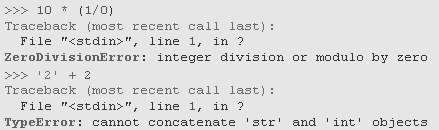 >>> 10 * (1/0)
Traceback (most recent call last):
  File "<stdin>", line 1, in ?
ZeroDivisionError: integer division or modulo by zero
>>> '2' + 2
Traceback (most recent call last):
  File "<stdin>", line 1, in ?
TypeError: cannot concatenate 'str' and 'int' objects